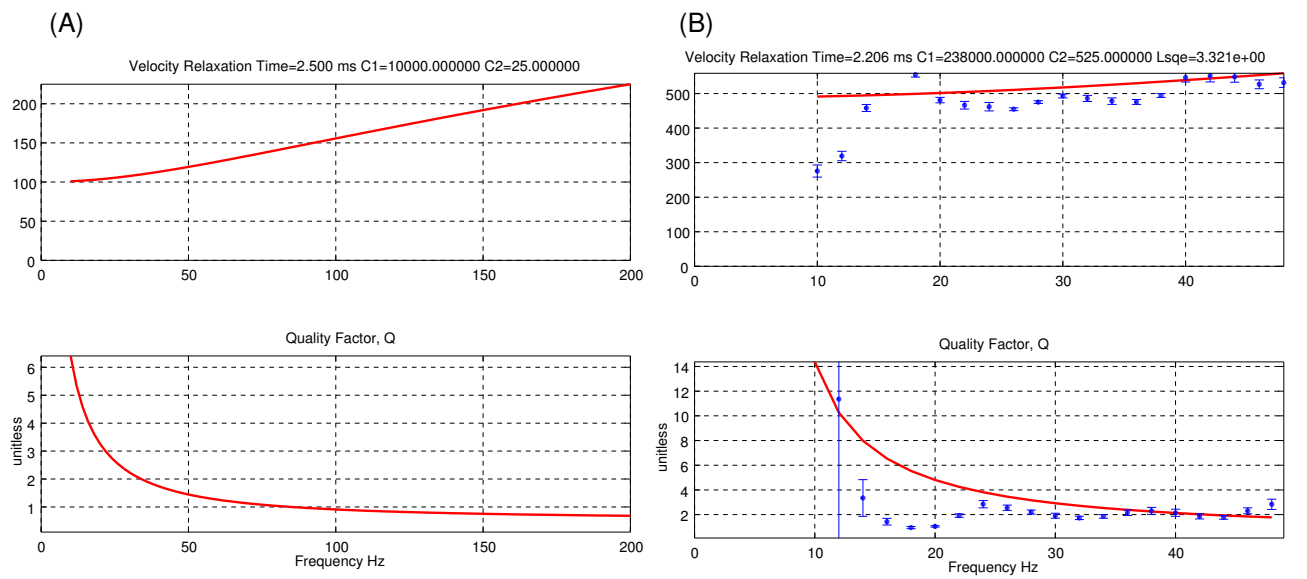 (A)
Velocity Relaxation Time=2.500 ms C1=10000.000000 C2=25.000000
200
150
100
50
0
0 50 100 150 200
Quality Factor, Q
6
5
4
3
2
1
unitless
0 50 100 150 200
Frequency Hz
(B)
Velocity Relaxation Time=2.206 ms C1=238000.000000 C2=525.000000 Lsqe=3.321e+00
500
400
300
200
100
0
0 10 20 30 40
Quality Factor, Q
14
12
10
8
6
4
2
unitless
0 10 20 30 40
Frequency Hz